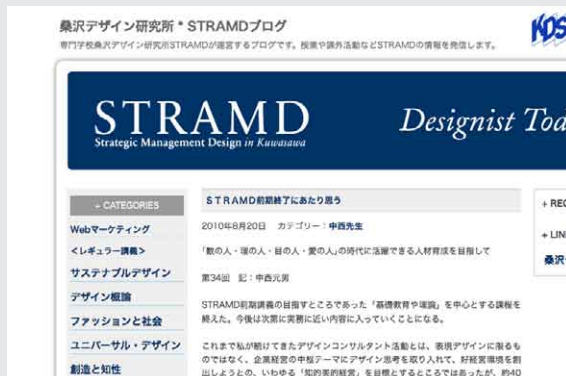 桑沢デザイン研究所 * STRAMDブログ
専門学校桑沢デザイン研究所STRAMDが運営するブログです。授業や課外活動などSTRAMDの情報を発信します。
KDS
STRAMD
Strategic Management Design in Kuwasawa
Designist Toda
+ CATEGORIES
Webマーケティング
<レギュラー講義>
サステナブルデザイン
デザイン概論
ファッションと社会
ユニバーサル・デザイン
創造と知性
STRAMD前期終了にあたり思う
2010年8月20日 カテゴリー：中西先生
「数の人・理の人・目の人・愛の人」の時代に活躍できる人材育成を目指して
第34回 記：中西元男
STRAMD前期講義の目指すところであった「基礎教育や理論」を中心とする課程を
終えた。今後は次第に実務に近い内容に入っていくことになる。
これまで私が続けてきたデザインコンサルタント活動とは、表現デザインに限るも
のではなく、企業経営の中枢テーマにデザイン思考を取り入れて、好経営環境を創
出しようとの、いわゆる「知的美的経営」を目標とするところではあったが、約40
+ REC
+ LIN
桑沢